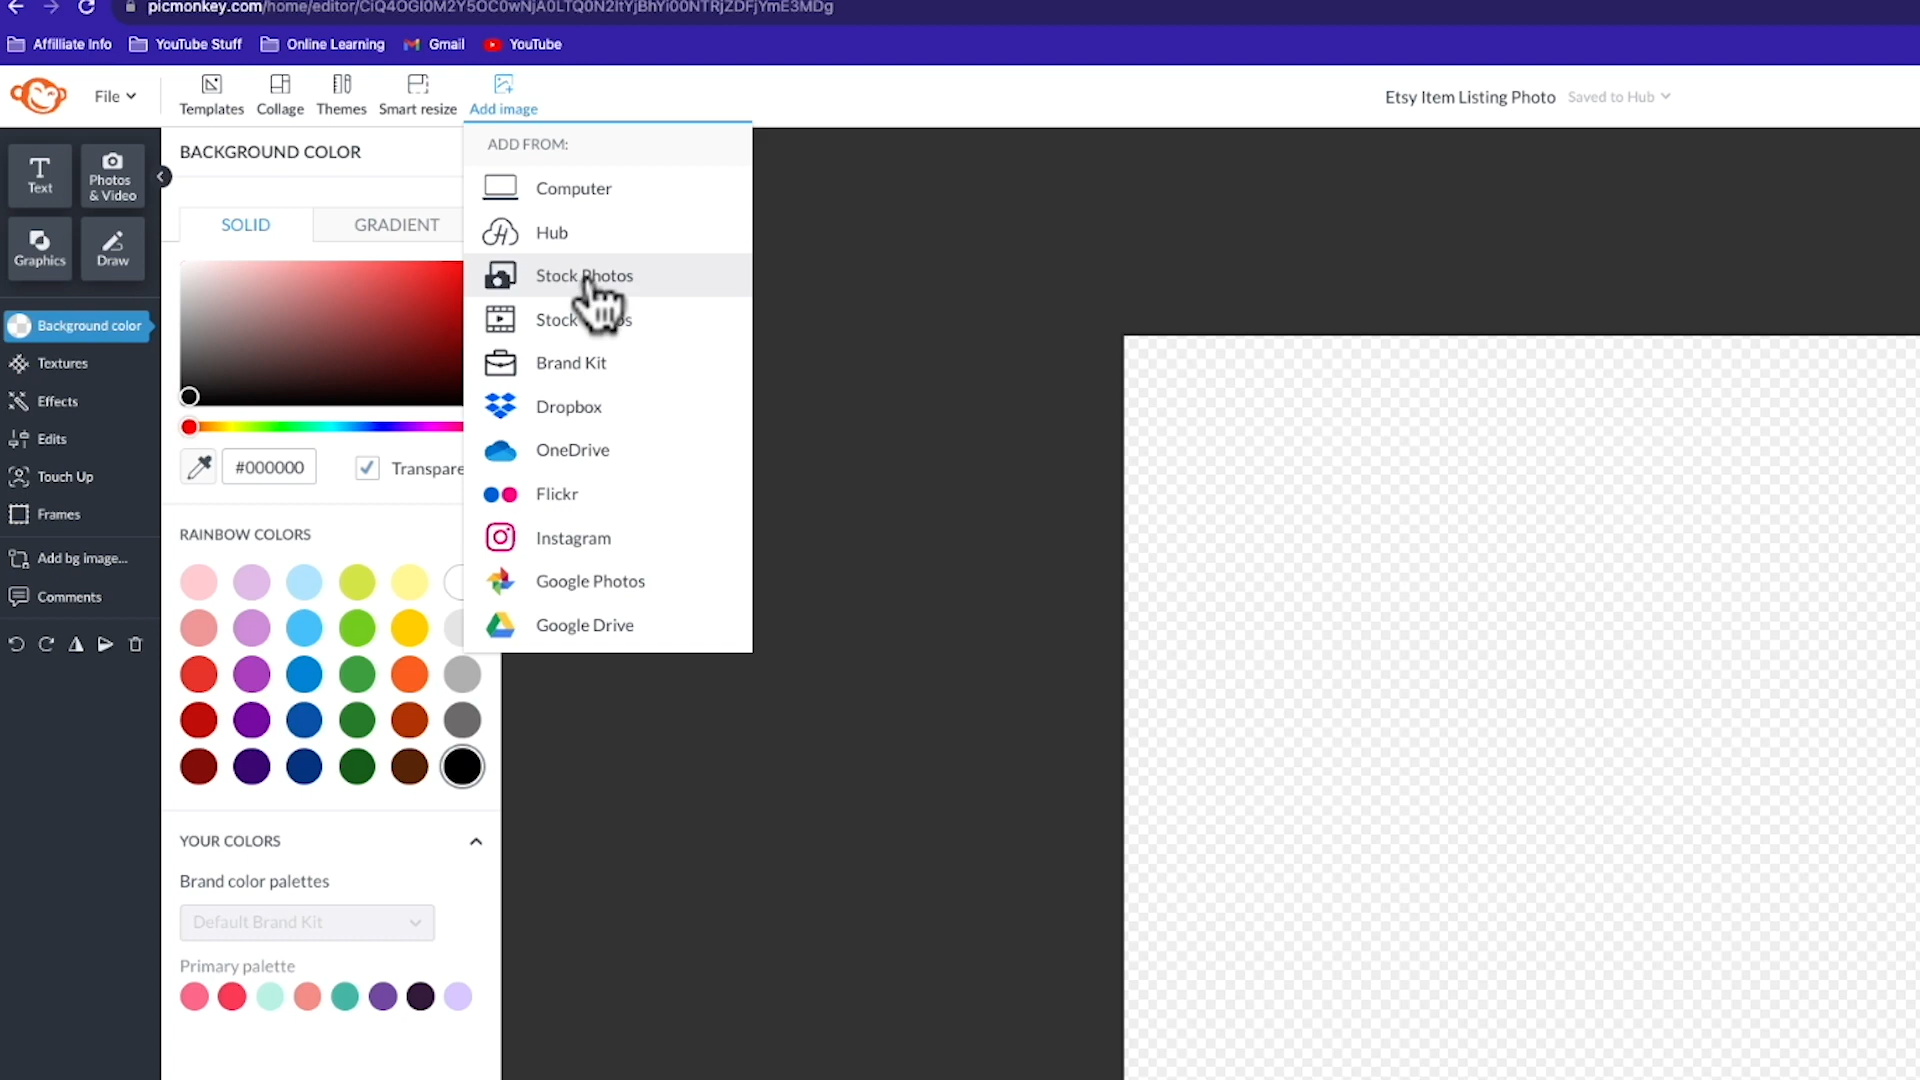 picmonkey.com/home/editor/
Affilliate Info YouTube Stuff Online Learning Gmail YouTube
File
Templates Collage Themes Smart resize Add image
Etsy Item Listing Photo Saved to Hub
BACKGROUND COLOR
ADD FROM:
Text
Photos
& Video
Graphics
Draw
SOLID GRADIENT
Computer
Hub
Stock Photos
Stock
Brand Kit
Dropbox
OneDrive
Flickr
Instagram
Google Photos
Google Drive
Background color
Textures
Effects
Edits
Touch Up
Frames
Add bg image...
Comments
#000000 Transpare
RAINBOW COLORS
YOUR COLORS
Brand color palettes
Default Brand Kit
Primary palette